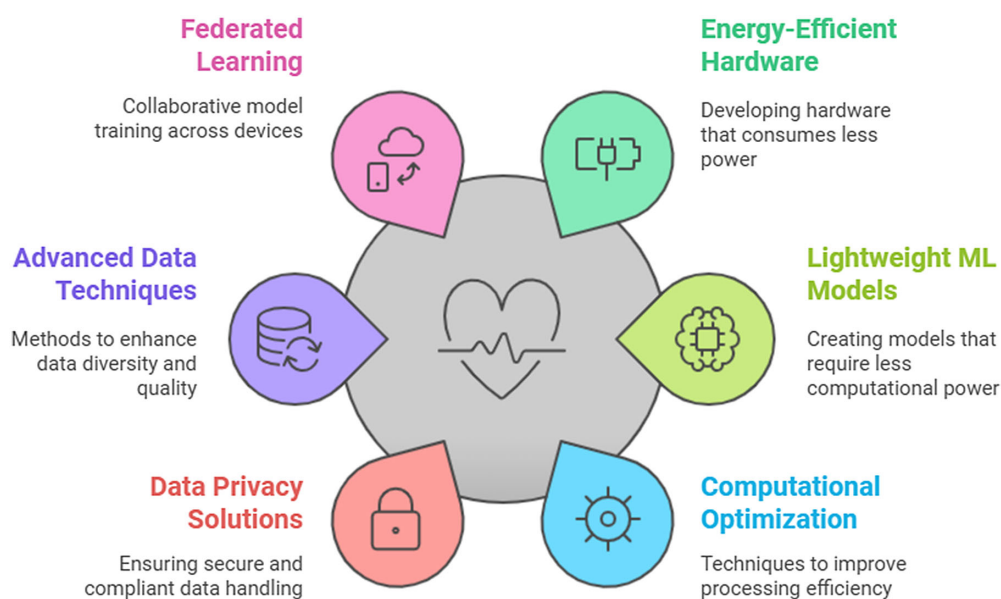 Federated
Learning
Collaborative model
training across devices
Energy-Efficient
Hardware
Developing hardware
that consumes less
power
Advanced Data
Techniques
Methods to enhance
data diversity and
quality
Lightweight ML
Models
Creating models that
require less
computational power
Data Privacy
Solutions
Ensuring secure and
compliant data handling
Computational
Optimization
Techniques to improve
processing efficiency